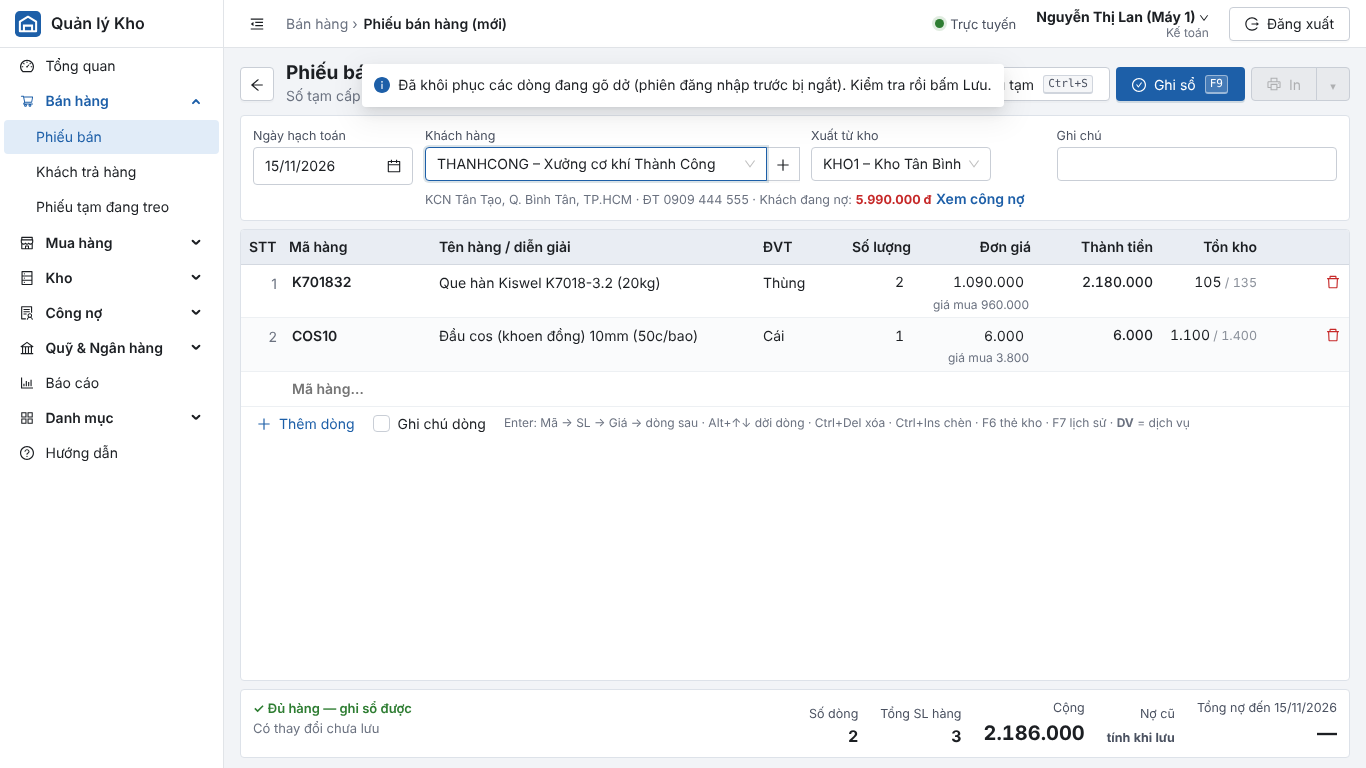 Quản lý Kho
Bán hàng › Phiếu bán hàng (mới)
Trực tuyến
Nguyễn Thị Lan (Máy 1)
Kế toán
Đăng xuất
Tổng quan
Bán hàng
Phiếu bán
Khách trả hàng
Phiếu tạm đang treo
Mua hàng
Kho
Công nợ
Quỹ & Ngân hàng
Báo cáo
Danh mục
Hướng dẫn
Số tạm cấp
Đã khôi phục các dòng đang gõ dở (phiên đăng nhập trước bị ngắt). Kiểm tra rồi bấm Lưu.
tạm Ctrl+S
Ghi sổ F9
In
Ngày hạch toán
15/11/2026
Khách hàng
THANHCONG – Xưởng cơ khí Thành Công
KCN Tân Tạo, Q. Bình Tân, TP.HCM · ĐT 0909 444 555 · Khách đang nợ: 5.990.000 đ Xem công nợ
Xuất từ kho
KHO1 – Kho Tân Bình
Ghi chú
STT Mã hàng Tên hàng / diễn giải ĐVT Số lượng Đơn giá Thành tiền Tồn kho
1 K701832 Que hàn Kiswel K7018-3.2 (20kg) Thùng 2 1.090.000 2.180.000 105 / 135
giá mua 960.000
2 COS10 Đầu cos (khoen đồng) 10mm (50c/bao) Cái 1 6.000 6.000 1.100 / 1.400
giá mua 3.800
Mã hàng...
+ Thêm dòng
Ghi chú dòng
Enter: Mã → SL → Giá → dòng sau · Alt+↑↓ dời dòng · Ctrl+Del xóa · Ctrl+Ins chèn · F6 thẻ kho · F7 lịch sử · DV = dịch vụ
✓ Đủ hàng — ghi sổ được
Có thay đổi chưa lưu
Số dòng
2
Tổng SL hàng
3
Cộng
2.186.000
Nợ cũ
tính khi lưu
Tổng nợ đến 15/11/2026
—